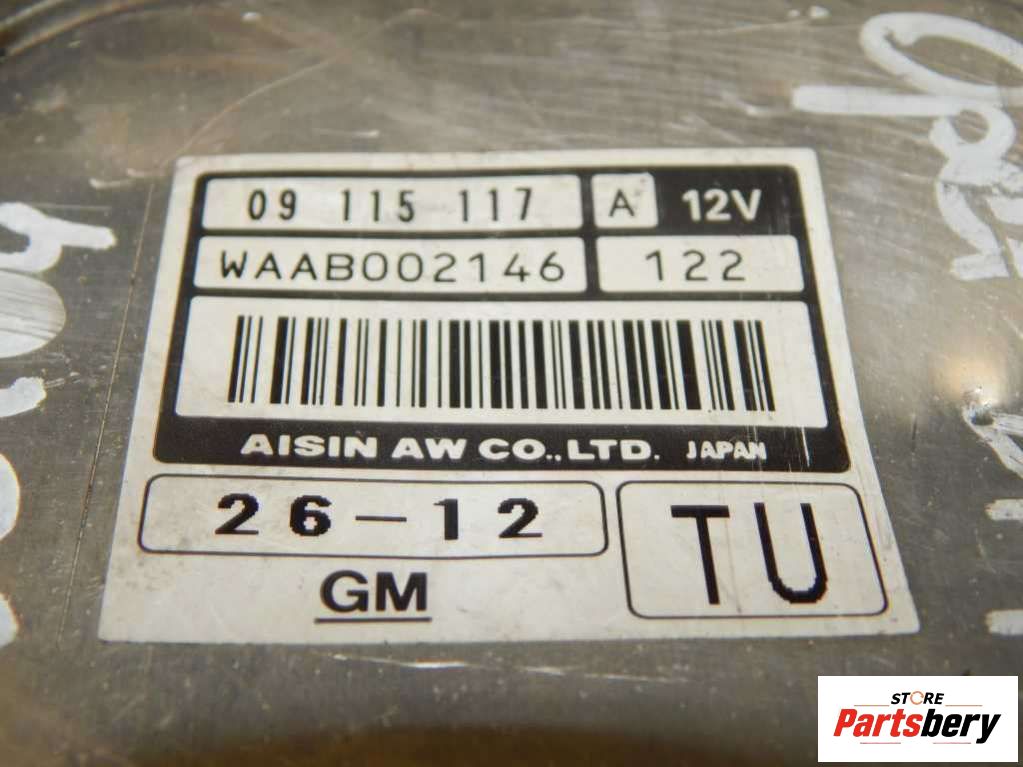 09 115 117 A 12V
WAAB002146 122
AISIN AW CO.,LTD. JAPAN
26-12 TU
GM
STORE
Partsbery